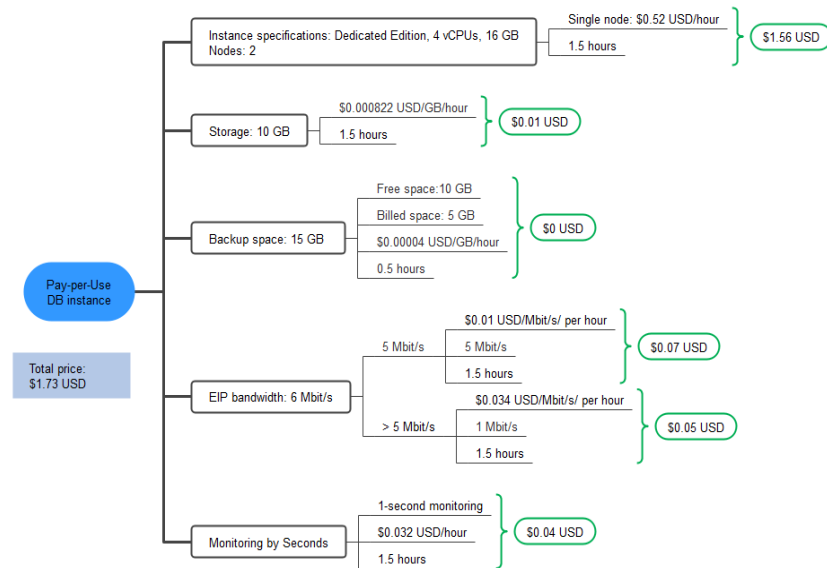 Pay-per-Use
DB instance
Total price:
$1.73 USD
Instance specifications: Dedicated Edition, 4 vCPUs, 16 GB
Nodes: 2
Single node: $0.52 USD/hour
1.5 hours
$1.56 USD
Storage: 10 GB
$0.000822 USD/GB/hour
1.5 hours
$0.01 USD
Backup space: 15 GB
Free space:10 GB
Billed space: 5 GB
$0.00004 USD/GB/hour
0.5 hours
$0 USD
EIP bandwidth: 6 Mbit/s
5 Mbit/s
$0.01 USD/Mbit/s/ per hour
5 Mbit/s
1.5 hours
$0.07 USD
> 5 Mbit/s
$0.034 USD/Mbit/s/ per hour
1 Mbit/s
1.5 hours
$0.05 USD
Monitoring by Seconds
1-second monitoring
$0.032 USD/hour
1.5 hours
$0.04 USD